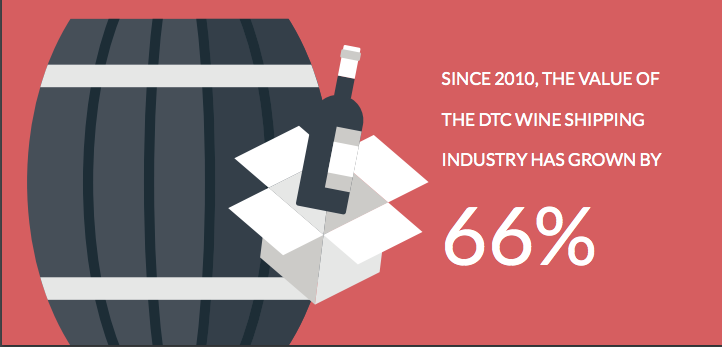 SINCE 2010, THE VALUE OF
THE DTC WINE SHIPPING
INDUSTRY HAS GROWN BY
66%